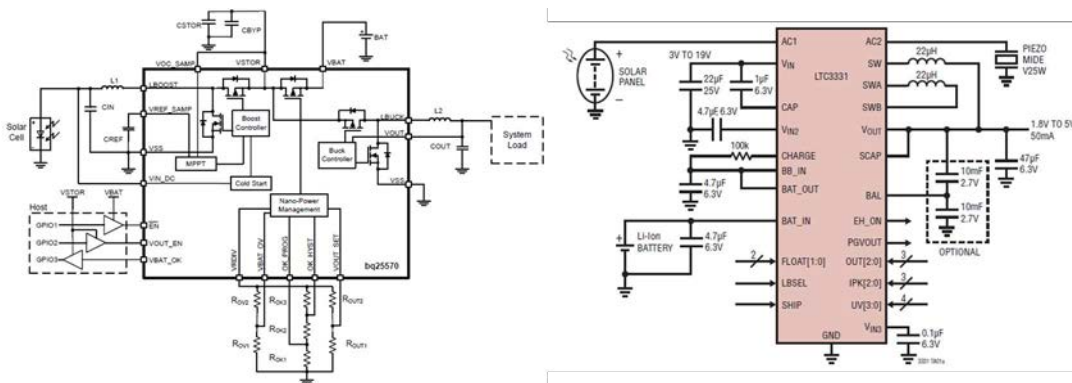 CSTOR
CBYP
BAT
VOC_SAMP
VSTOR
VBAT
L1
LBOOST
CIN
VREF_SAMP
Boost
Controller
Solar
Cell
CREF
VSS
MPPT
VIN_DC
Cold Start
LBUCK
L2
VOUT
Buck
Controller
COUT
System
Load
VSS
Nano-Power
Management
VSTOR
VBAT
Host
GPIO1
EN
GPIO2
VOUT_EN
GPIO3
VBAT_OK
VRDIV
VBAT_OV
OK_PROG
OK_HYST
VOUT_SET
bq25570
ROV2
ROK3
ROUT2
ROK2
ROV1
ROK1
ROUT1
SOLAR
PANEL
3V TO 19V
22µF
25V
1µF
6.3V
4.7µF 6.3V
100k
4.7µF
6.3V
Li-Ion
BATTERY
4.7µF
6.3V
AC1
VIN
CAP
VIN2
CHARGE
BB_IN
BAT_OUT
BAT_IN
FLOAT[1:0]
LBSEL
SHIP
2
LTC3331
GND
AC2
SW
SWA
SWB
VOUT
SCAP
BAL
EH_ON
PGVOUT
OUT[2:0]
IPK[2:0]
UV[3:0]
VIN3
22µH
22µH
PIEZO
MIDE
V25W
1.8V TO 5V
50mA
10mF
2.7V
10mF
2.7V
47µF
6.3V
OPTIONAL
3
3
4
0.1µF
6.3V
3331 TA01a